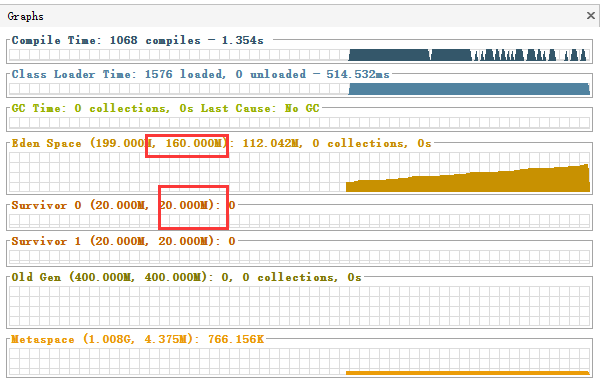 Graphs
Compile Time: 1068 compiles - 1.354s
Class Loader Time: 1576 loaded, 0 unloaded - 514.532ms
GC Time: 0 collections, 0s Last Cause: No GC
Eden Space (199.000M, 160.000M): 112.042M, 0 collections, 0s
Survivor 0 (20.000M, 20.000M): 0
Survivor 1 (20.000M, 20.000M): 0
Old Gen (400.000M, 400.000M): 0, 0 collections, 0s
Metaspace (1.008G, 4.375M): 766.156K